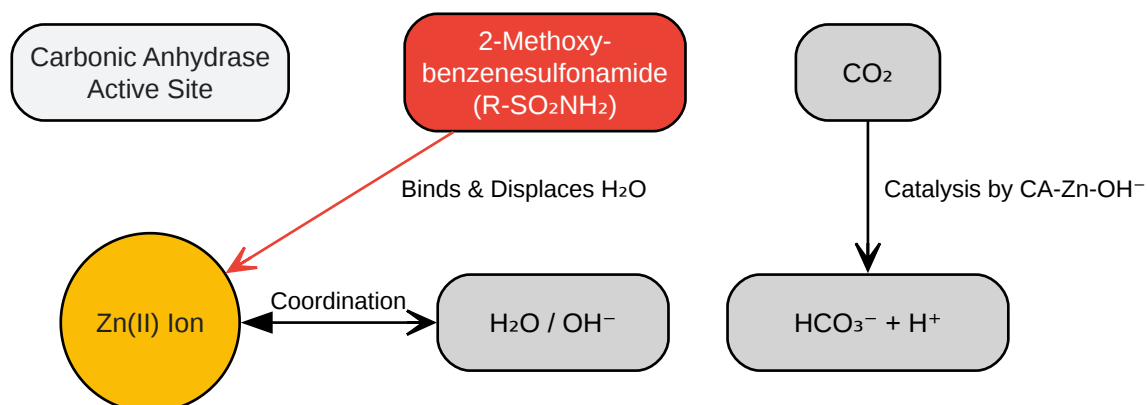 Carbonic Anhydrase
Active Site
2-Methoxy-
benzenesulfonamide
(R-SO₂NH₂)
CO₂
Binds & Displaces H₂O
Catalysis by CA-Zn-OH⁻
Zn(II) Ion
Coordination
H₂O / OH⁻
HCO₃⁻ + H⁺